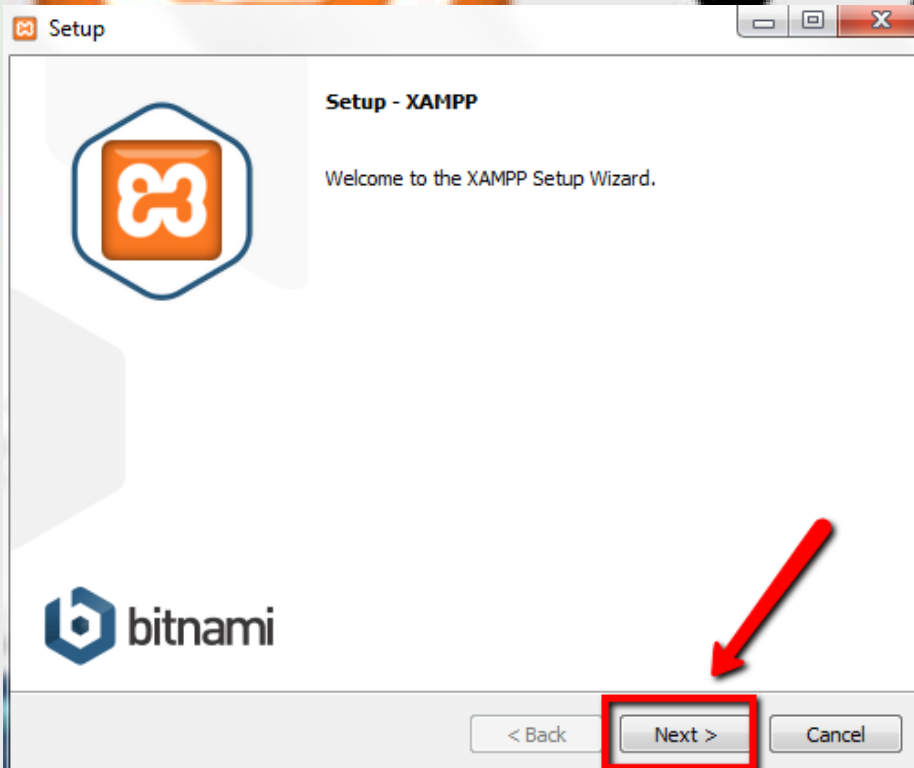 Setup
Setup - XAMPP
Welcome to the XAMPP Setup Wizard.
bitnami
< Back
Next >
Cancel